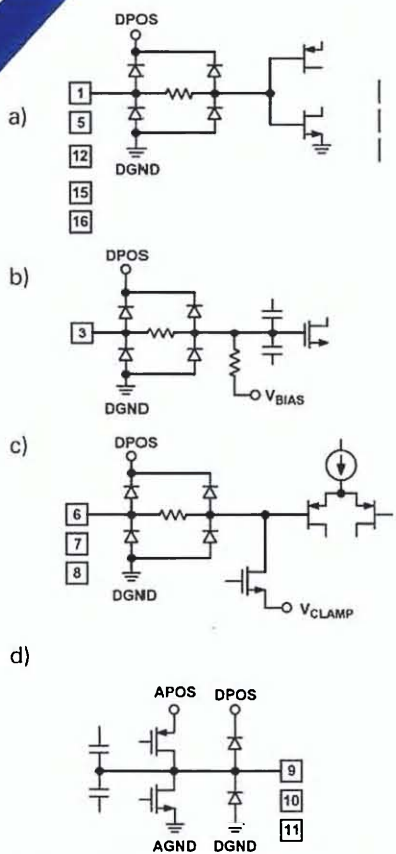 DPOS
1
a)
5
12
DGND
15
16
DPOS
b)
3
VBIAS
DGND
c)
DPOS
6
7
8
DGND
VCLAMP
d)
APOS DPOS
9
10
11
AGND DGND